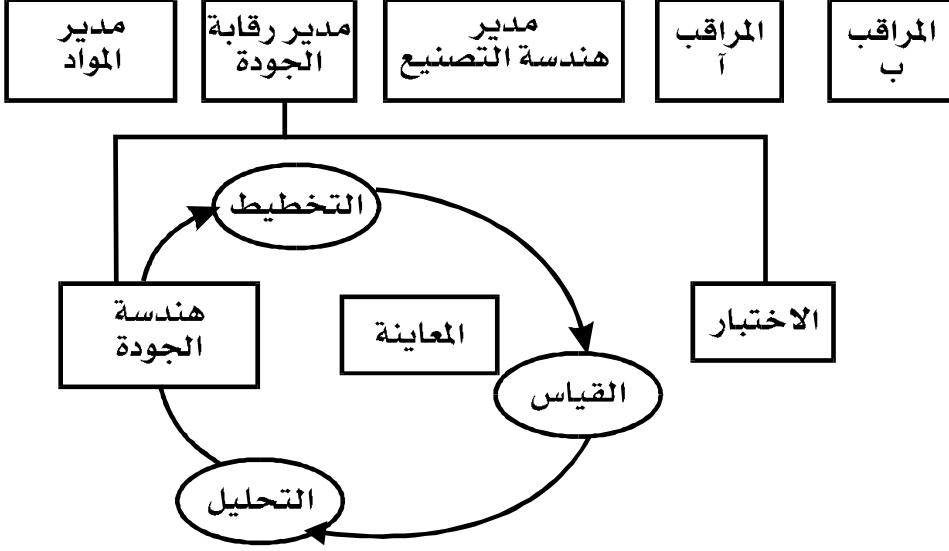 المراقب
ب
المراقب
آ
مدير
هندسة التصنيع
مدير رقابة
الجودة
مدير
المواد
التخطيط
الاختبار
المعاينة
هندسة
الجودة
القياس
التحليل